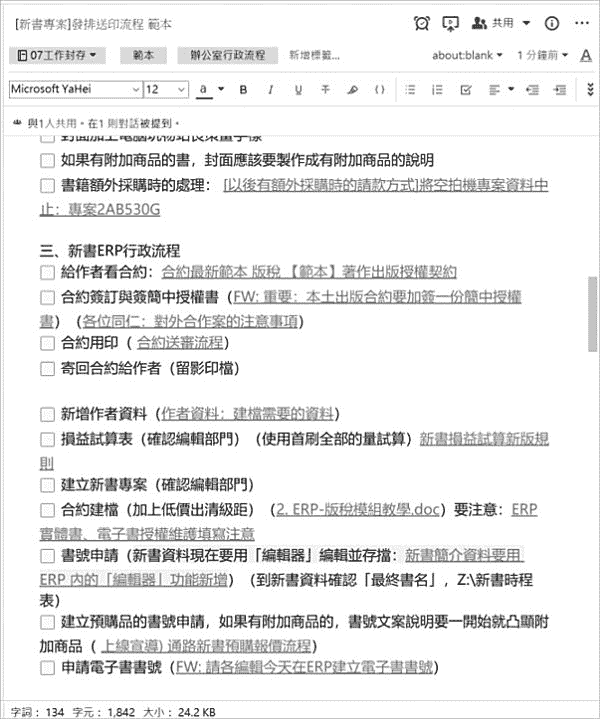 [新書專案]發排送印流程 範本
共用
07工作封存
範本
辦公室行政流程
新增標籤...
about:blank
1 分鐘前
Microsoft YaHei
12
a
B
I
U
T
與1人共用。在1 則對話被提到。
如果有附加商品的書，封面應該要製作成有附加商品的說明
書籍額外採購時的處理： [以後有額外採購時的請款方式]將空拍機專案資料中
止：專案2AB530G
三、新書ERP行政流程
給作者看合約：合約最新範本 版稅 【範本】著作出版授權契約
合約簽訂與簽簡中授權書（FW: 重要：本土出版合約要加簽一份簡中授權
書）（各位同仁：對外合作案的注意事項）
合約用印（ 合約送審流程）
寄回合約給作者（留影印檔）
新增作者資料（作者資料：建檔需要的資料）
損益試算表（確認編輯部門）（使用首刷全部的量試算）新書損益試算新版規
則
建立新書專案（確認編輯部門）
合約建檔（加上低價出清級距）（2. ERP-版稅模組教學.doc）要注意：ERP
實體書、電子書授權維護填寫注意
書號申請（新書資料現在要用「編輯器」編輯並存擋：新書簡介資料要用
ERP 內的「編輯器」功能新增）（到新書資料確認「最終書名」，Z:\新書時程
表）
建立預購品的書號申請，如果有附加商品的，書號文案說明要一開始就凸顯附
加商品（ 上線宣導) 通路新書預購報價流程）
申請電子書書號（FW: 請各編輯今天在ERP建立電子書書號）
字詞： 134 字元： 1,842 大小： 24.2 KB